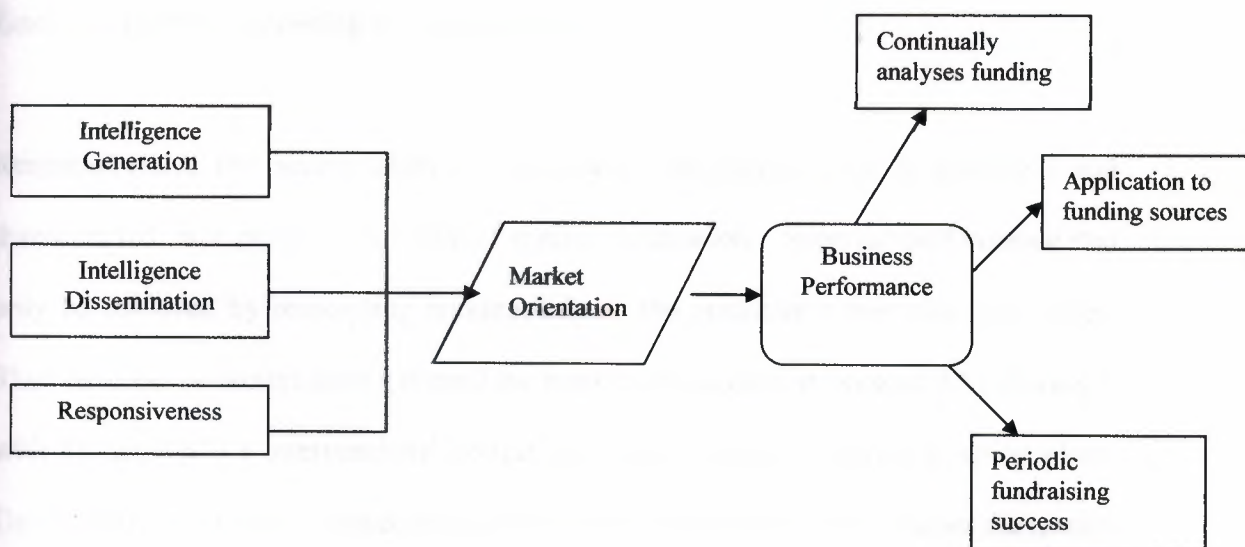 Continually
analyses funding
Intelligence
Generation
Application to
funding sources
Intelligence
Dissemination
Market
Orientation
Business
Performance
Responsiveness
Periodic
fundraising
success